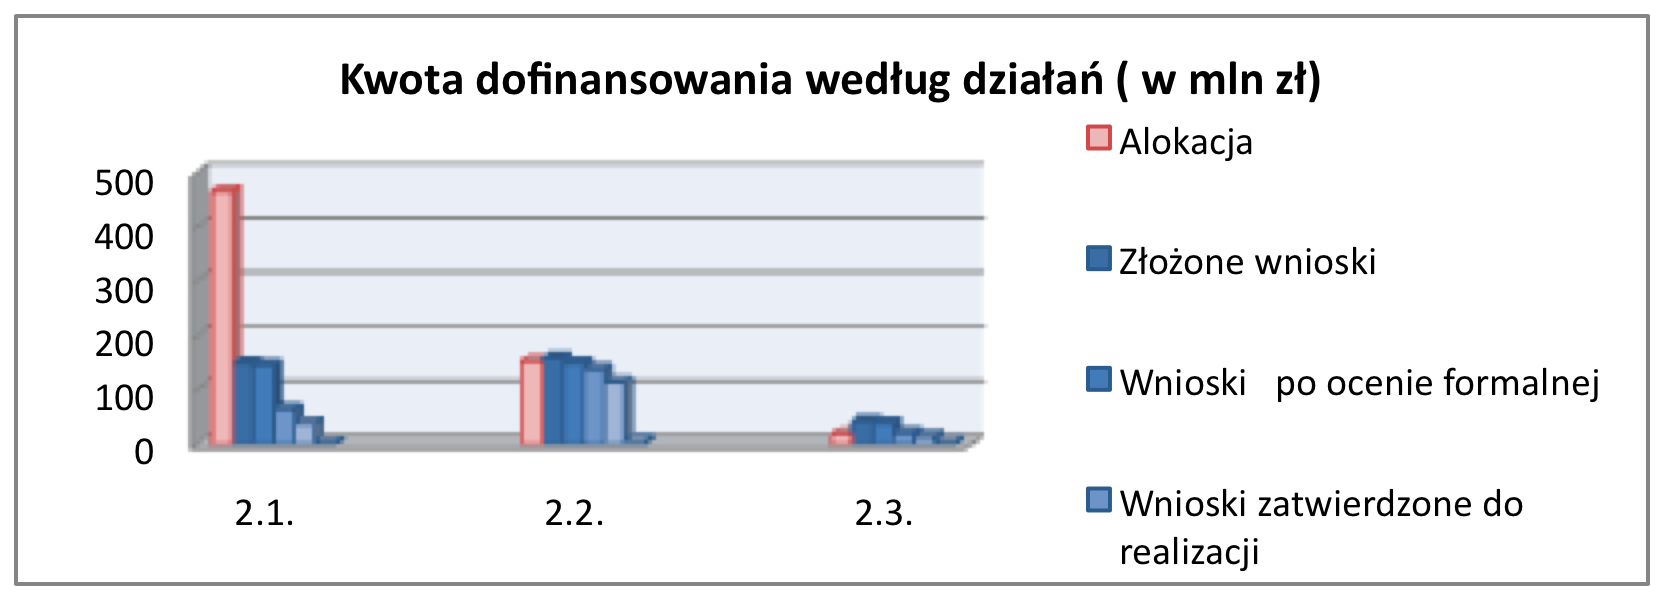 Kwota dofinansowania według działań ( w mln zł)
500
400
300
200
100
0
2.1.
2.2.
2.3.
Alokacja
Złożone wnioski
Wnioski   po ocenie formalnej
Wnioski zatwierdzone do
realizacji